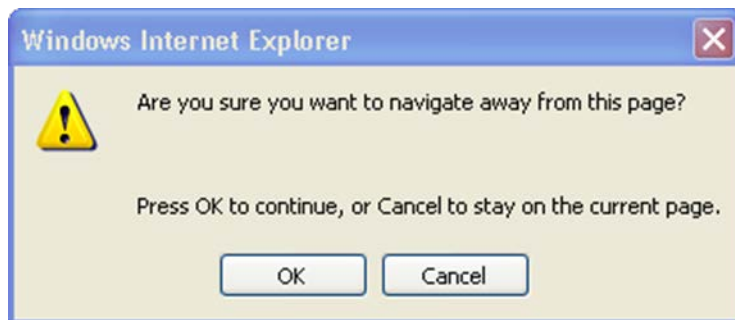 Windows Internet Explorer
Are you sure you want to navigate away from this page?
Press OK to continue, or Cancel to stay on the current page.
OK Cancel